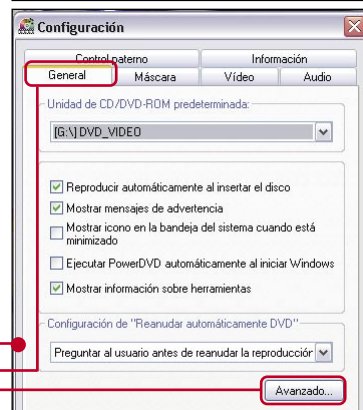 Configuración
Control paterno
Información
General
Máscara
Vídeo
Audio
Unidad de CD/DVD-ROM predeterminada:
[G:\] DVD_VIDEO
Reproducir automáticamente al insertar el disco
Mostrar mensajes de advertencia
Mostrar icono en la bandeja del sistema cuando está
minimizado
Ejecutar PowerDVD automáticamente al iniciar Windows
Mostrar información sobre herramientas
Configuración de "Reanudar automáticamente DVD"
Preguntar al usuario antes de reanudar la reproducción
Avanzado...